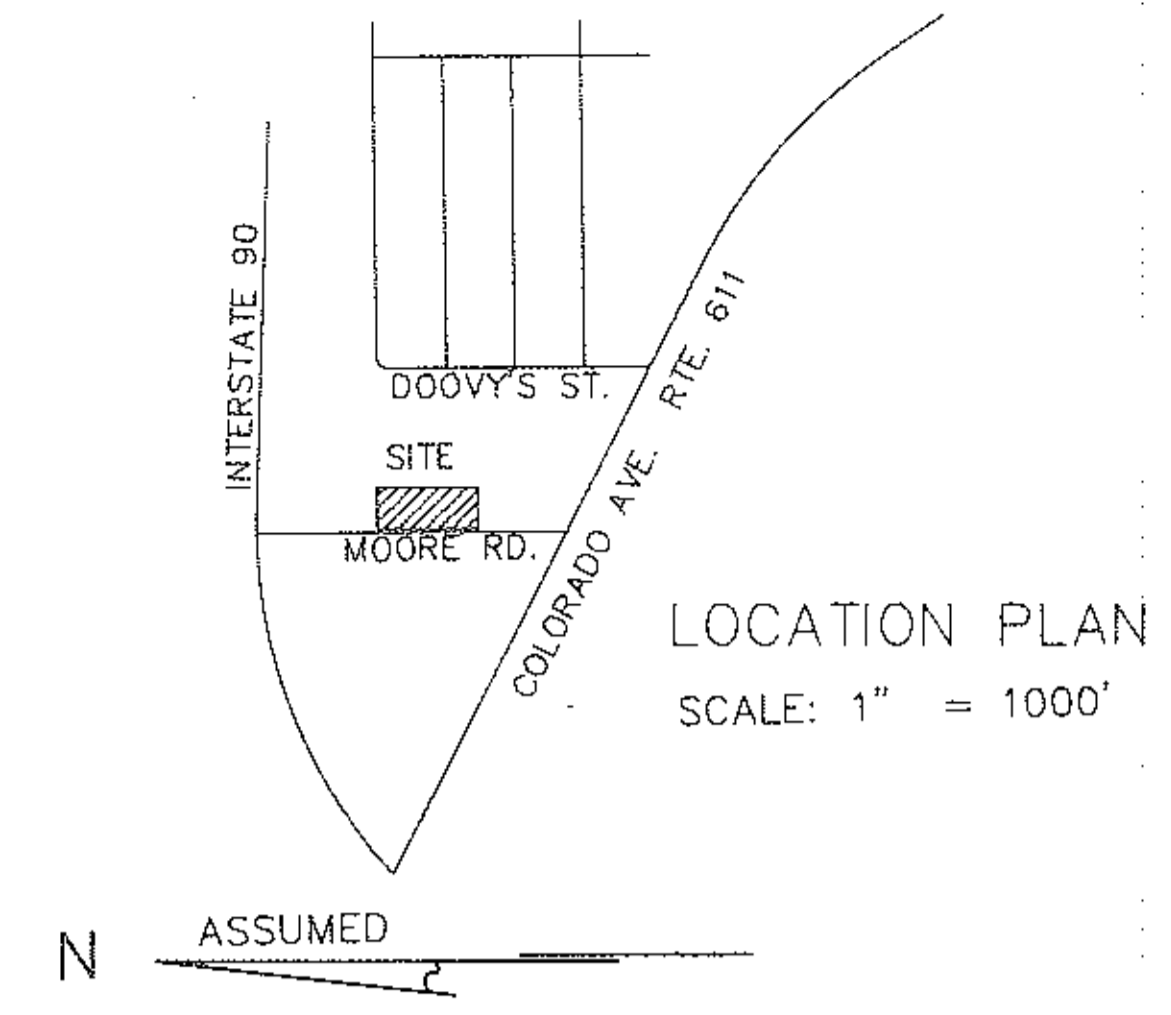 INTERSTATE 90
DOOVY'S ST.
COLORADO AVE. RTE. 611
SITE
MOORE RD.
LOCATION PLAN
SCALE: 1" = 1000'
ASSUMED
N